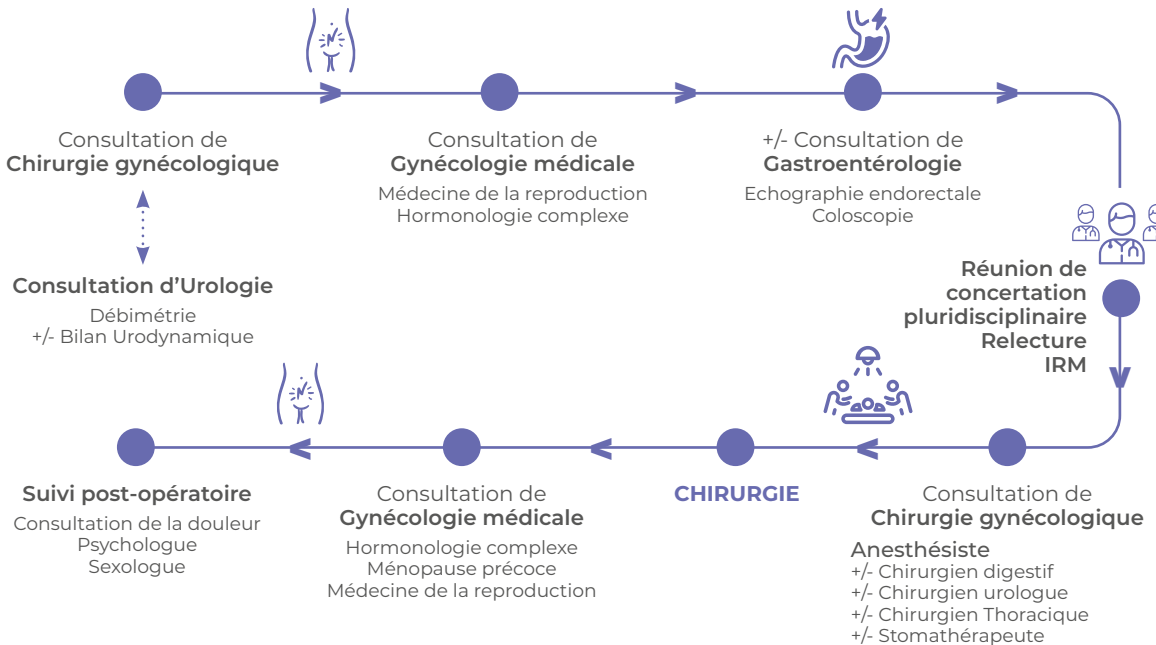 Consultation de
Chirurgie gynécologique
Consultation d’Urologie
Débimétrie
+/- Bilan Urodynamique
Consultation de
Gynécologie médicale
Médecine de la reproduction
Hormonologie complexe
+/- Consultation de
Gastroentérologie
Echographie endorectale
Coloscopie
Réunion de
concertation
pluridisciplinaire
Relecture
IRM
Consultation de
Chirurgie gynécologique
Anesthésiste
+/- Chirurgien digestif
+/- Chirurgien urologue
+/- Chirurgien Thoracique
+/- Stomathérapeute
CHIRURGIE
Consultation de
Gynécologie médicale
Hormonologie complexe
Ménopause précoce
Médecine de la reproduction
Suivi post-opératoire
Consultation de la douleur
Psychologue
Sexologue